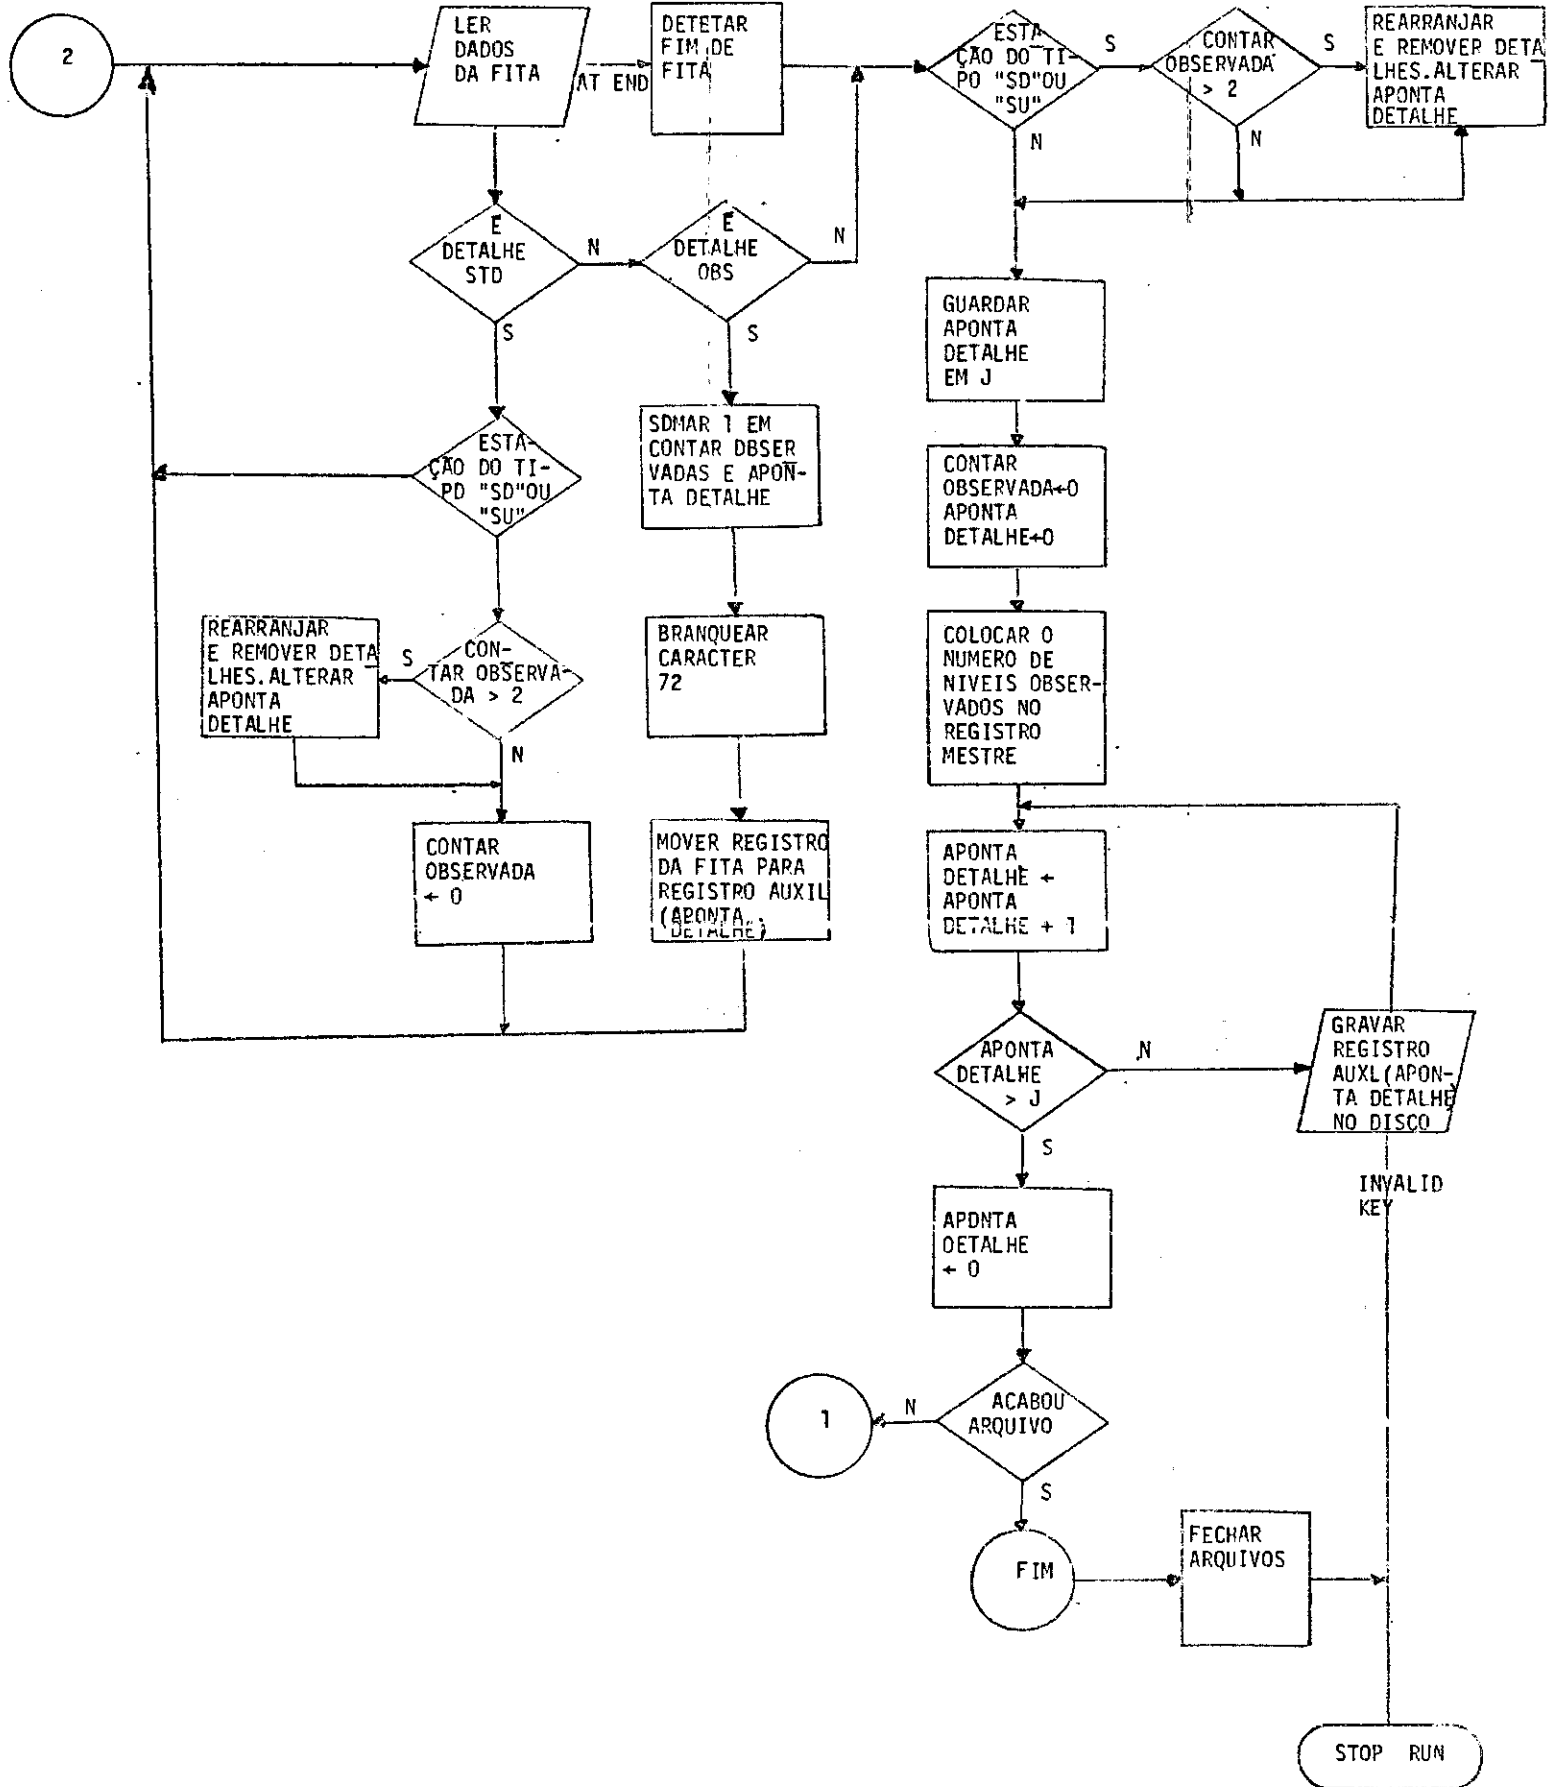 2
LER
DADOS
DA FITA
AT END
DETETAR
FIM DE
FITA
ESTA
ÇÃO DO TI-
PO "SD"OU
"SU"
S
N
CONTAR
OBSERVADA
> 2
S
N
REARRANJAR
E REMOVER DETA
LHES.ALTERAR
APONTA
DETALHE
E
DETALHE
STD
N
S
E
DETALHE
OBS
N
S
ESTA-
ÇÃO DO TI-
PD "SD"OU
"SU"
SDMAR 1 EM
CONTAR DBSER
VADAS E APON-
TA DETALHE
GUARDAR
APONTA
DETALHE
EM J
CONTAR
OBSERVADA←0
APONTA
DETALHE←0
REARRANJAR
E REMOVER DETA
LHES.ALTERAR
APONTA
DETALHE
S
CON-
TAR OBSERVA-
DA > 2
N
BRANQUEAR
CARACTER
72
COLOCAR O
NUMERO DE
NIVEIS OBSER-
VADOS NO
REGISTRO
MESTRE
CONTAR
OBSERVADA
← 0
MOVER REGISTRO
DA FITA PARA
REGISTRO AUXIL
(APONTA
DETALHE)
APONTA
DETALHE ←
APONTA
DETALHE + 1
APONTA
DETALHE
> J
N
S
GRAVAR
REGISTRO
AUXL(APON-
TA DETALHE)
NO DISCO
INVALID
KEY
APDNTA
OETALHE
← 0
1
N
ACABOU
ARQUIVO
S
FIM
FECHAR
ARQUIVOS
STOP RUN